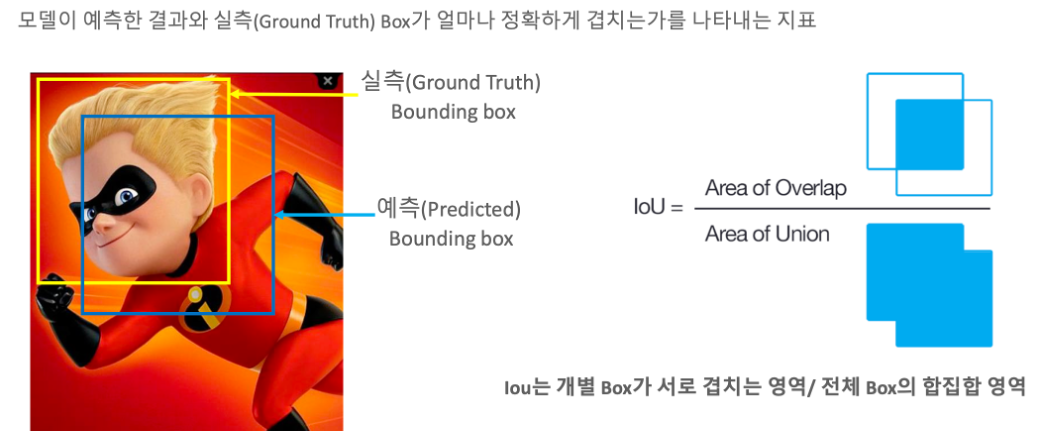 모델이 예측한 결과와 실측(Ground Truth) Box가 얼마나 정확하게 겹치는가를 나타내는 지표
실측(Ground Truth)
Bounding box
예측(Predicted)
Bounding box
IoU =
Area of Overlap
Area of Union
Iou는 개별 Box가 서로 겹치는 영역/ 전체 Box의 합집합 영역